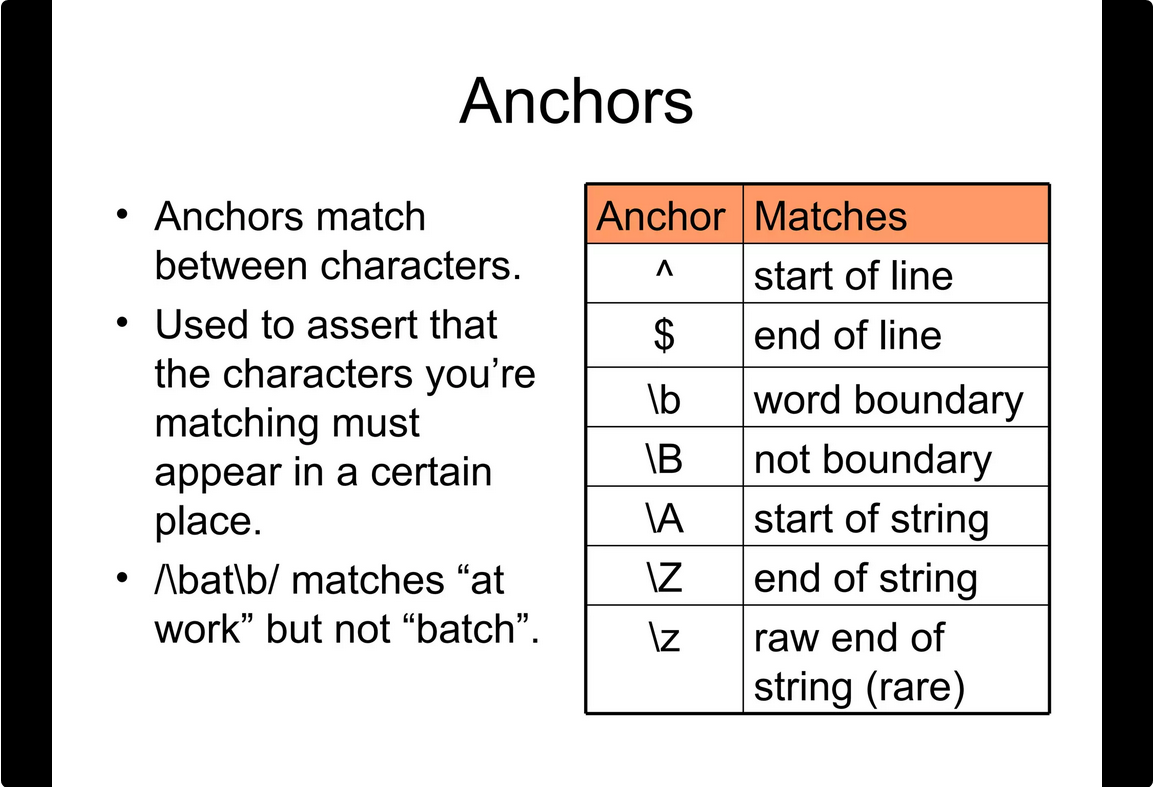 Anchors
• Anchors match
between characters.
• Used to assert that
the characters you’re
matching must
appear in a certain
place.
• /\bat\b/ matches “at
work” but not “batch”.
Anchor Matches
^ start of line
$ end of line
\b word boundary
\B not boundary
\A start of string
\Z end of string
\z raw end of
string (rare)